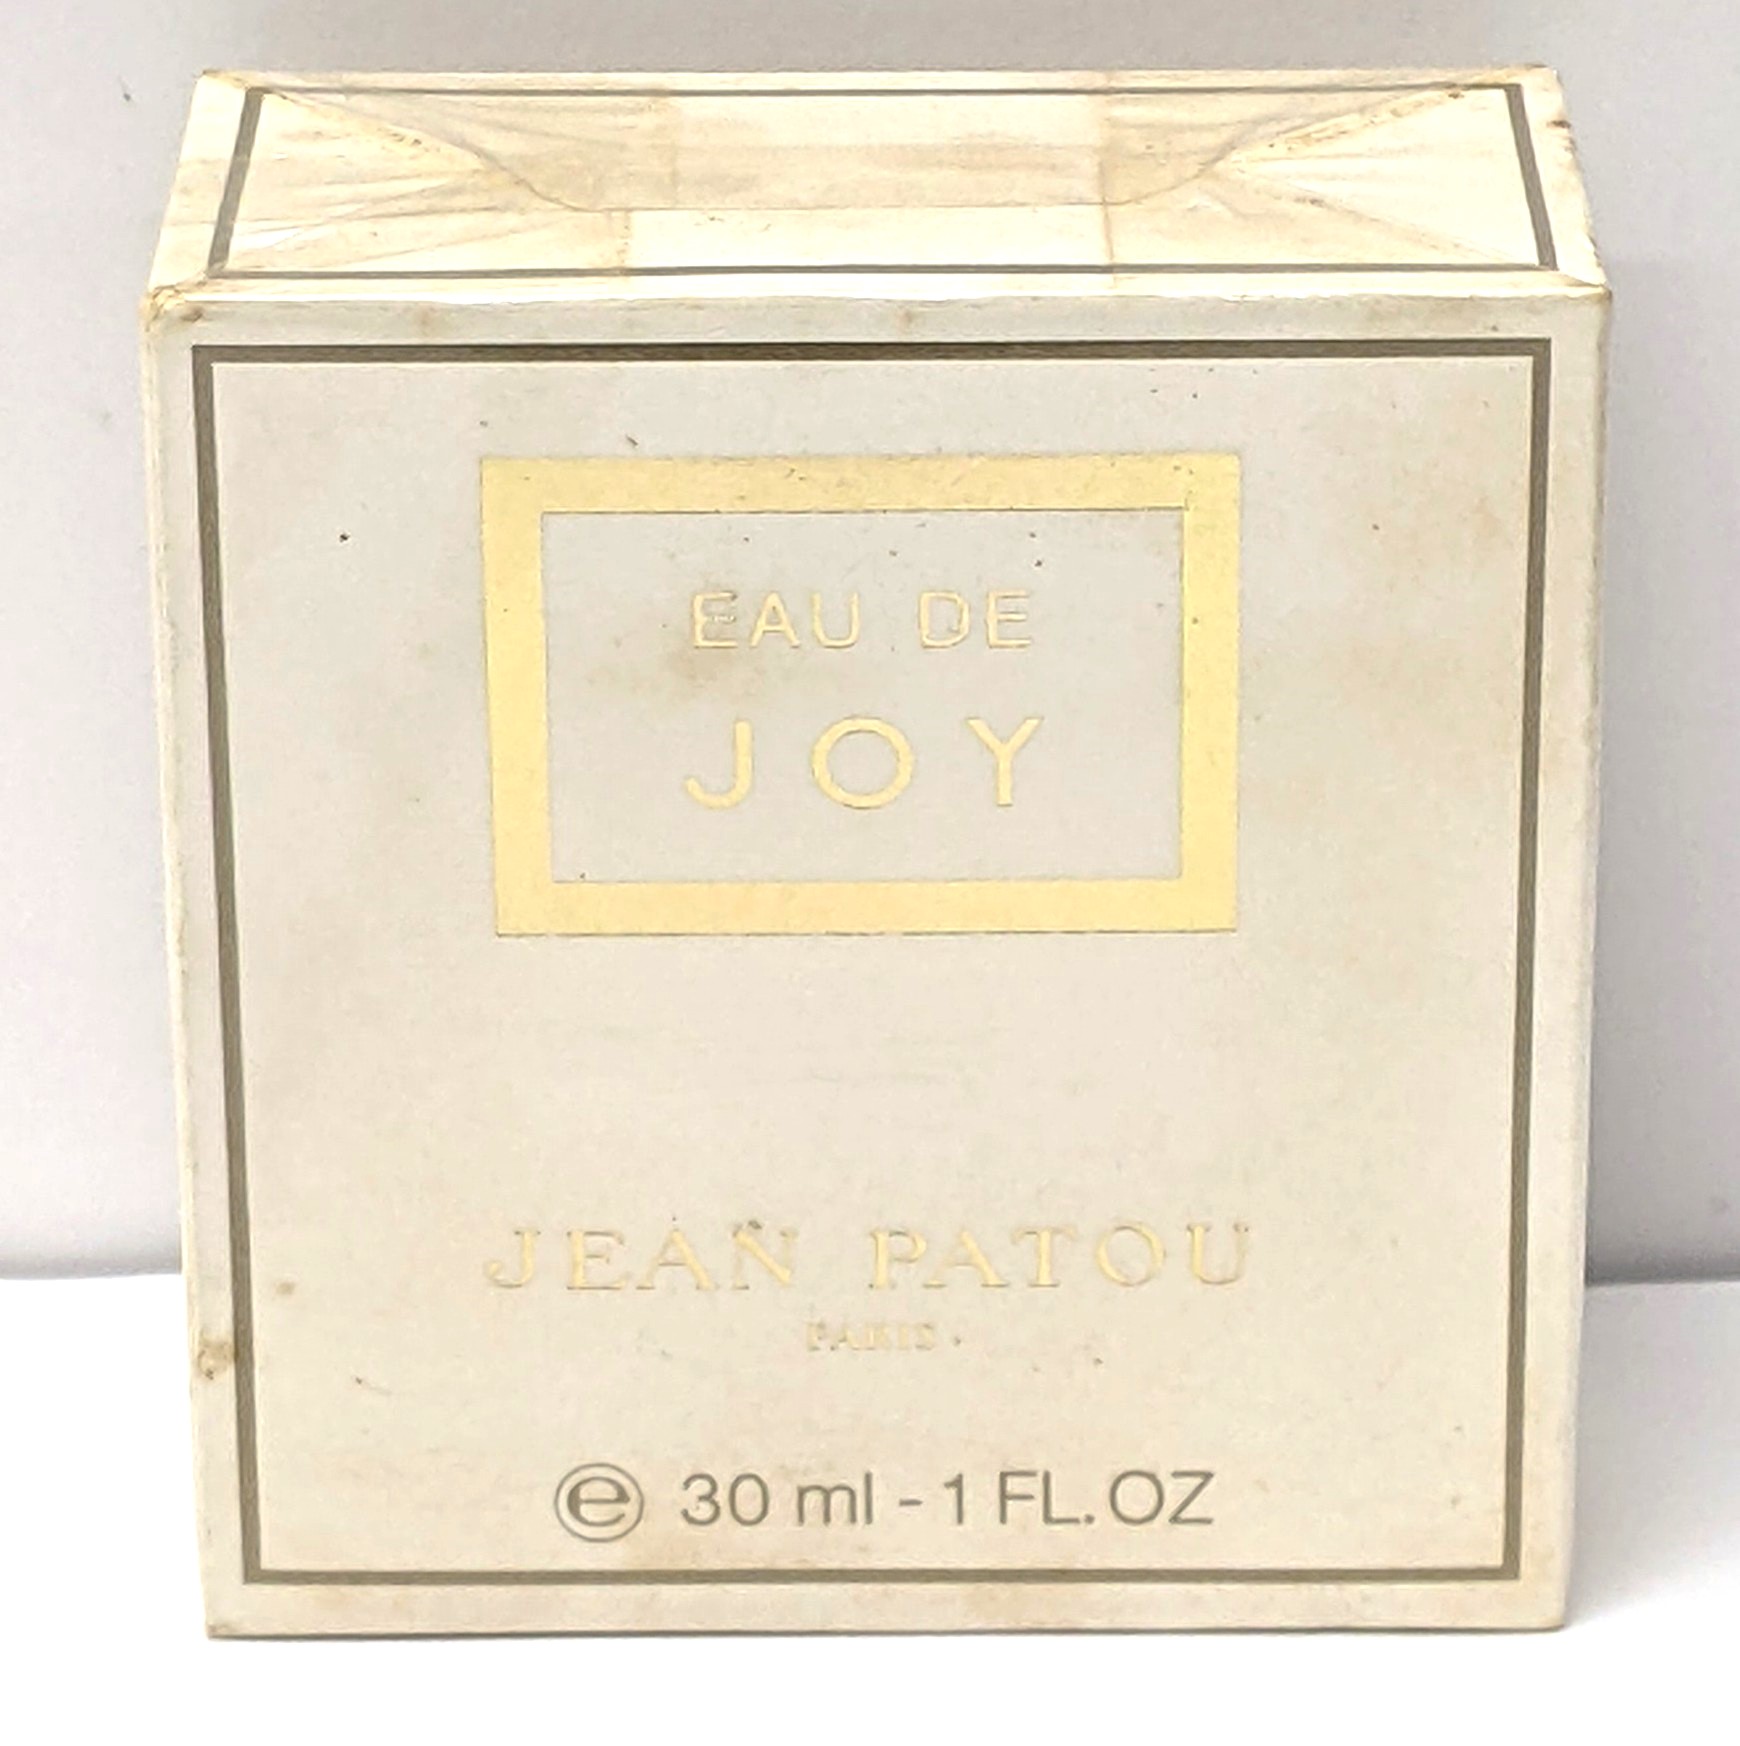 EAU DE
JOY
JEAN PATOU
PARIS
e 30 ml - 1 FL.OZ